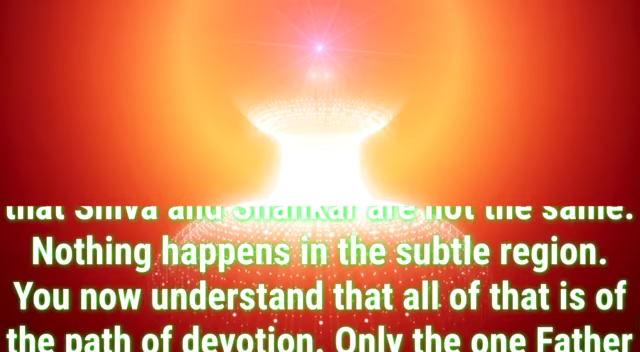 that Shiva and Shankar are not the same.
Nothing happens in the subtle region.
You now understand that all of that is of
the path of devotion. Only the one Father